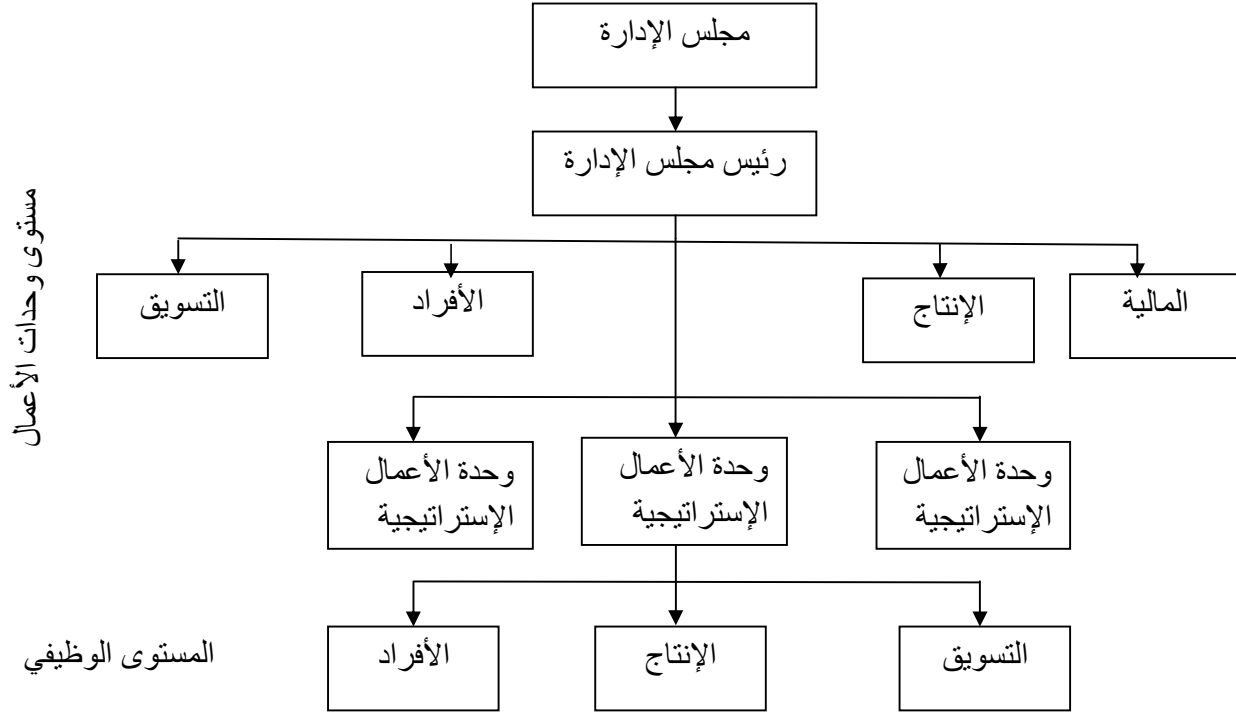 مجلس الإدارة
رئيس مجلس الإدارة
مستوى وحدات الأعمال
المالية
الإنتاج
الأفراد
التسويق
وحدة الأعمال
الإستراتيجية
وحدة الأعمال
الإستراتيجية
وحدة الأعمال
الإستراتيجية
التسويق
الإنتاج
الأفراد
المستوى الوظيفي